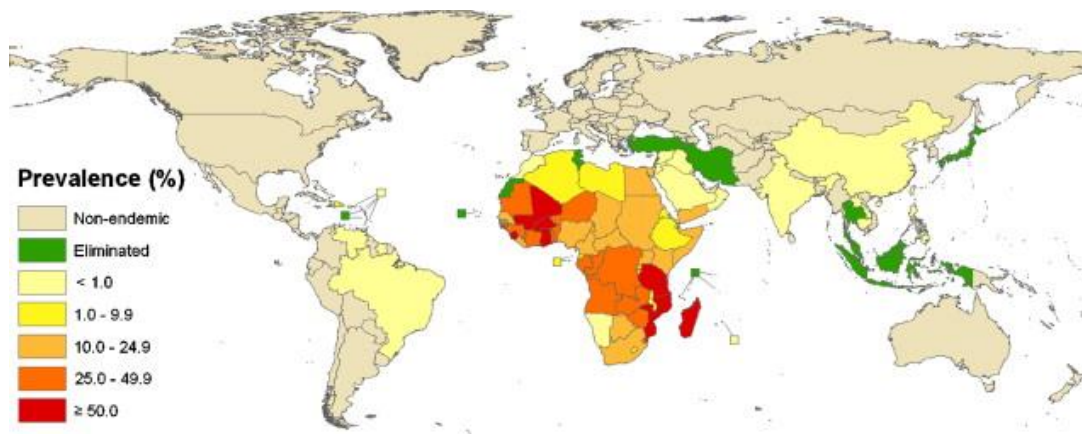 Prevalence (%)
Non-endemic
Eliminated
< 1.0
1.0 - 9.9
10.0 - 24.9
25.0 - 49.9
≥ 50.0